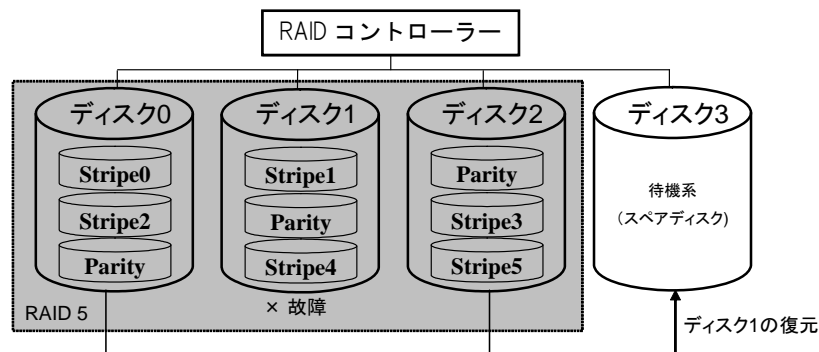 RAID コントローラー
ディスク0
ディスク1
ディスク2
ディスク3
Stripe0
Stripe1
Parity
Stripe2
Parity
Stripe3
Parity
Stripe4
Stripe5
待機系
(スペアディスク)
RAID 5
× 故障
ディスク1の復元